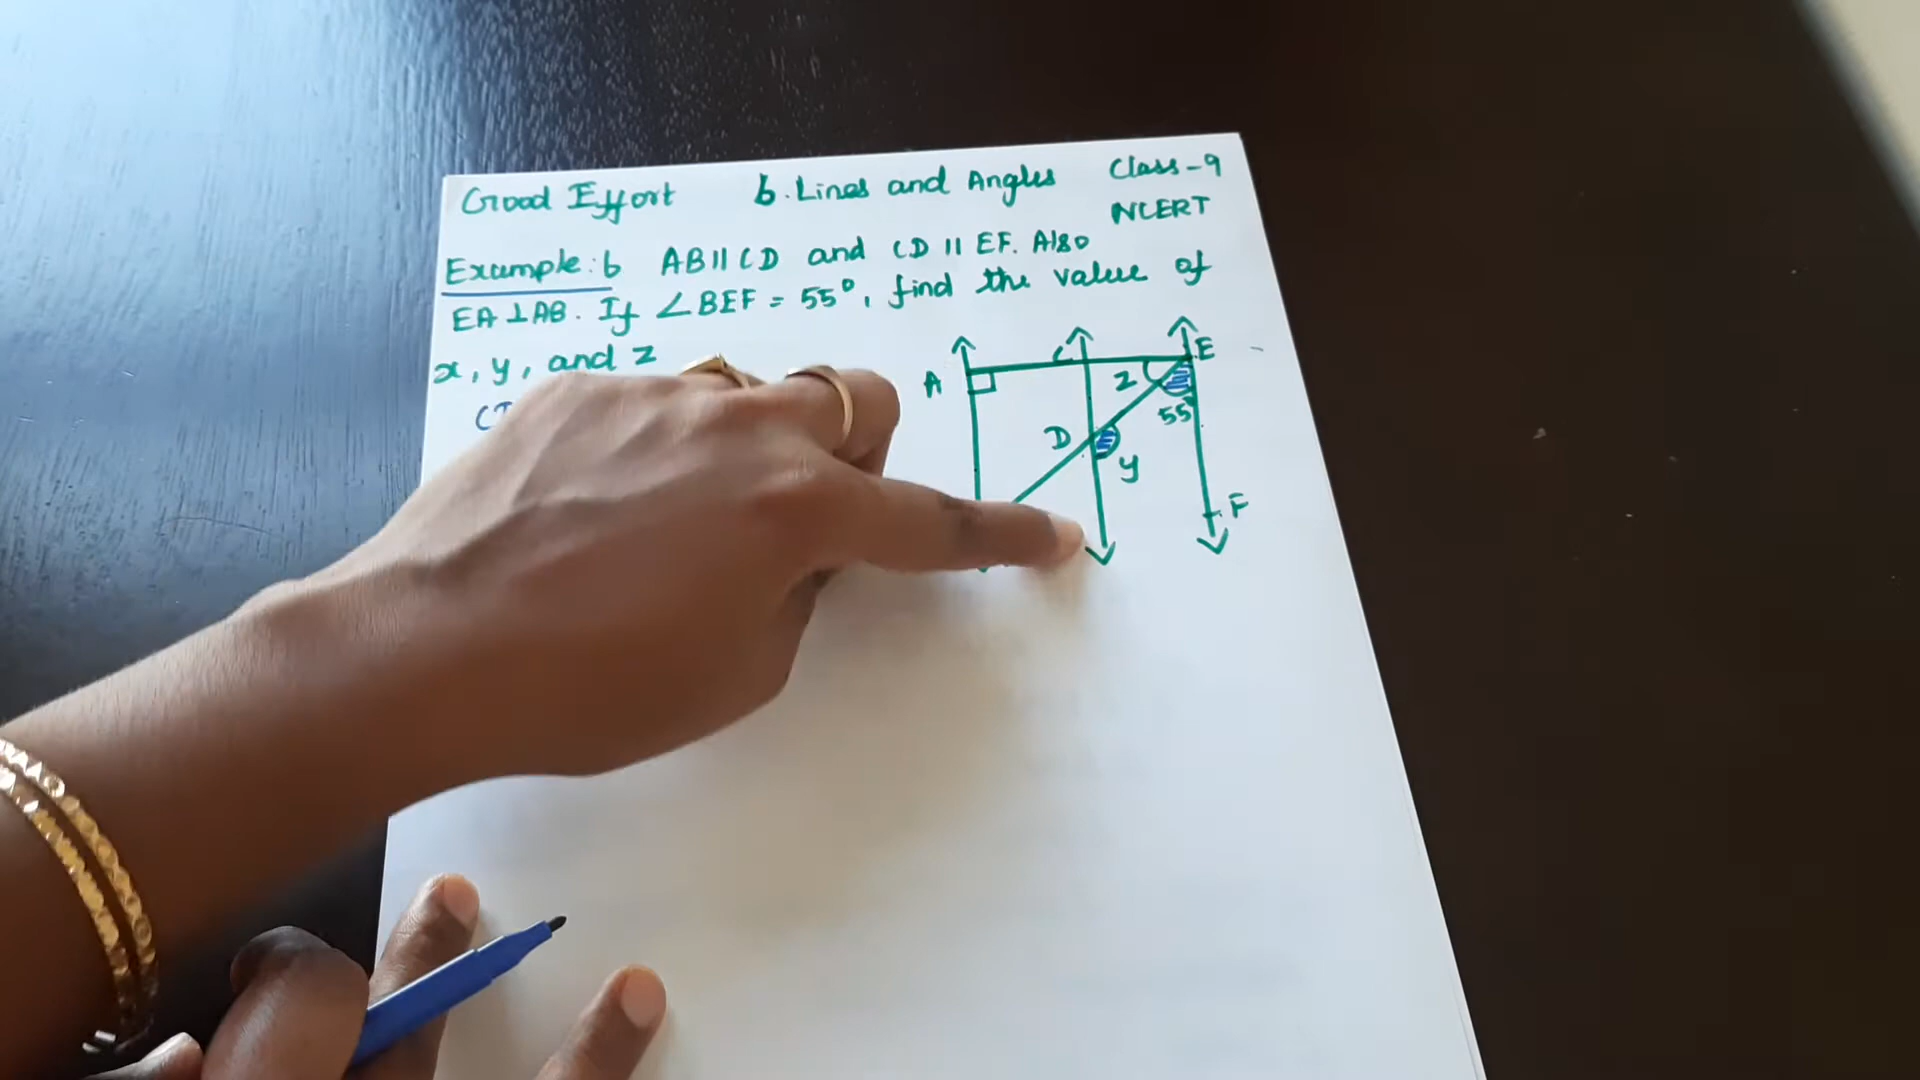 Good Effort 6. Lines and Angles Class-9
NCERT
Example: 6 AB || CD and CD || EF. Also
EA ⊥ AB. If ∠BEF = 55°, find the value of
x, y, and z
A
C
E
z
55°
D
y
F